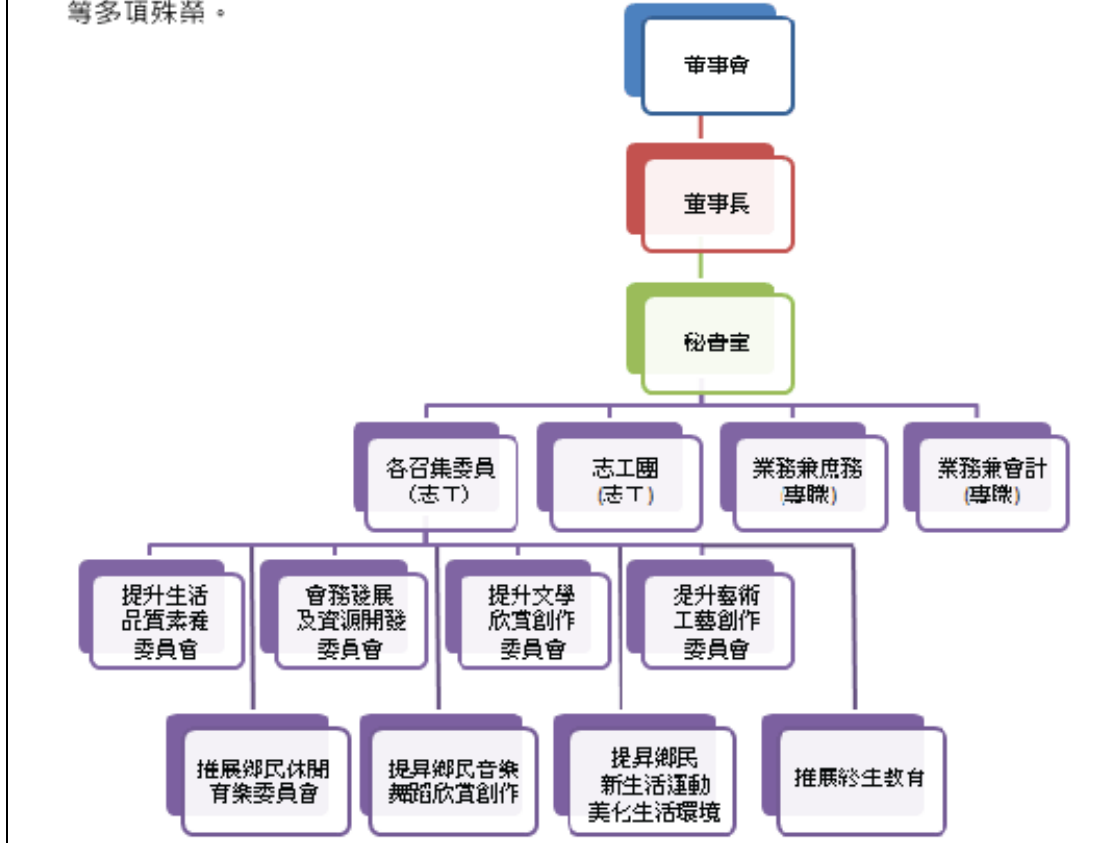 等多項殊榮。
董事會
董事長
秘書室
各召集委員
(志工)
志工團
(志工)
業務兼庶務
(專職)
業務兼會計
(專職)
提升生活
品質素養
委員會
會務發展
及資源開發
委員會
提升文學
欣賞創作
委員會
提升藝術
工藝創作
委員會
推展鄉民休閒
育樂委員會
提昇鄉民音樂
舞蹈欣賞創作
提昇鄉民
新生活運動
美化生活環境
推展終生教育